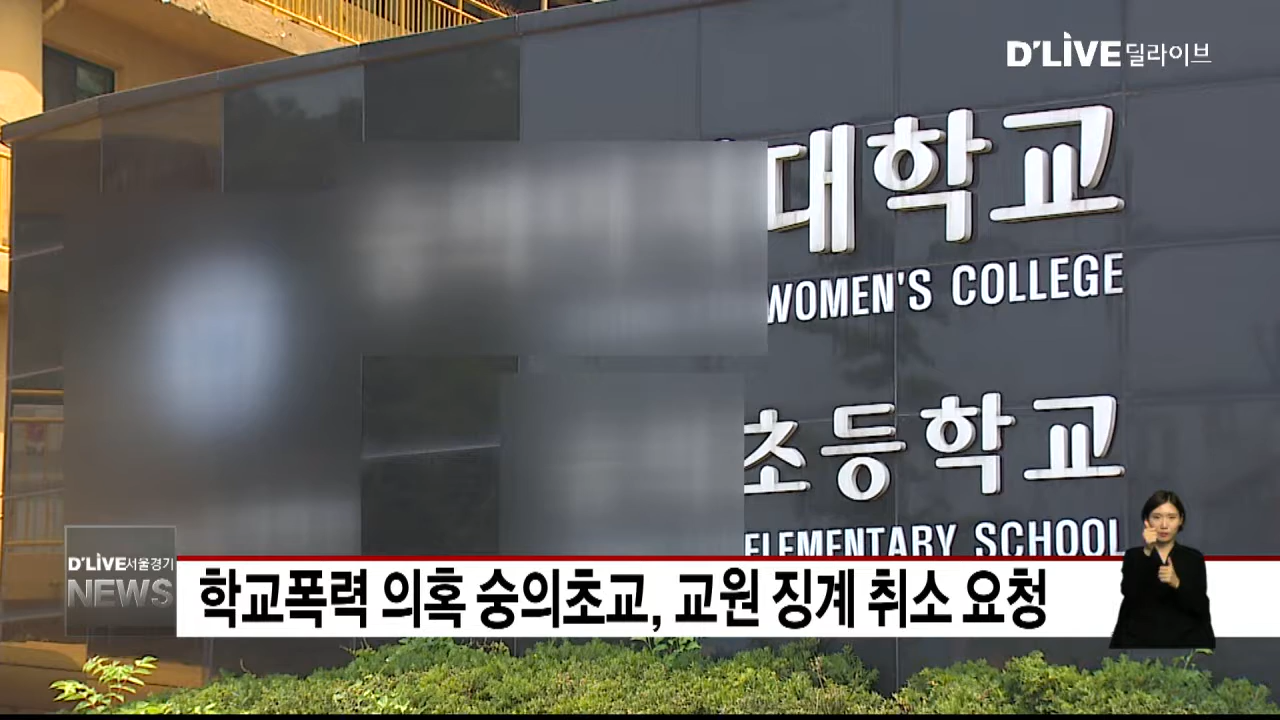 D'LIVE 딜라이브
대학교
WOMEN'S COLLEGE
초등학교
ELEMENTARY SCHOOL
D'LIVE 서울경기
NEWS
학교폭력 의혹 숭의초교, 교원 징계 취소 요청